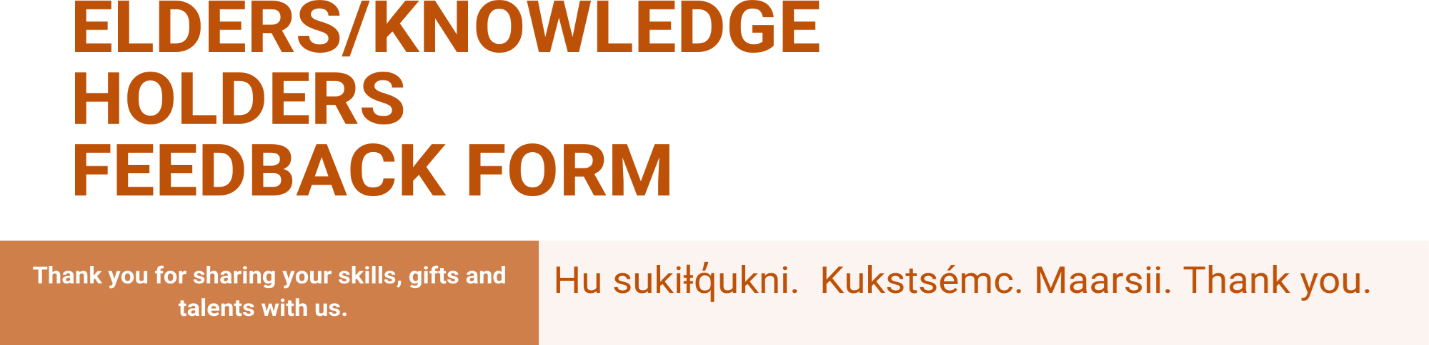 ELDERS/KNOWLEDGE
HOLDERS
FEEDBACK FORM
Thank you for sharing your skills, gifts and
talents with us.
Hu sukiⱡq̓ukni.  Kukstsémc. Maarsii. Thank you.